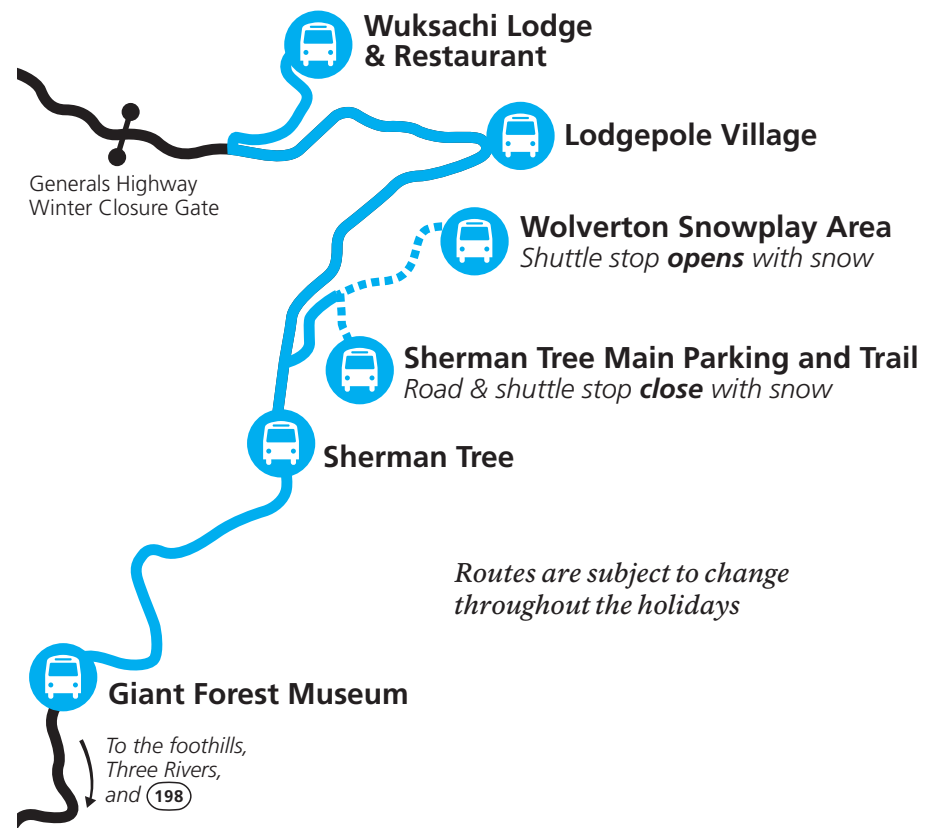 Wuksachi Lodge
& Restaurant
Lodgepole Village
Generals Highway
Winter Closure Gate
Wolverton Snowplay Area
Shuttle stop opens with snow
Sherman Tree Main Parking and Trail
Road & shuttle stop close with snow
Sherman Tree
Routes are subject to change
throughout the holidays
Giant Forest Museum
To the foothills,
Three Rivers,
and 198